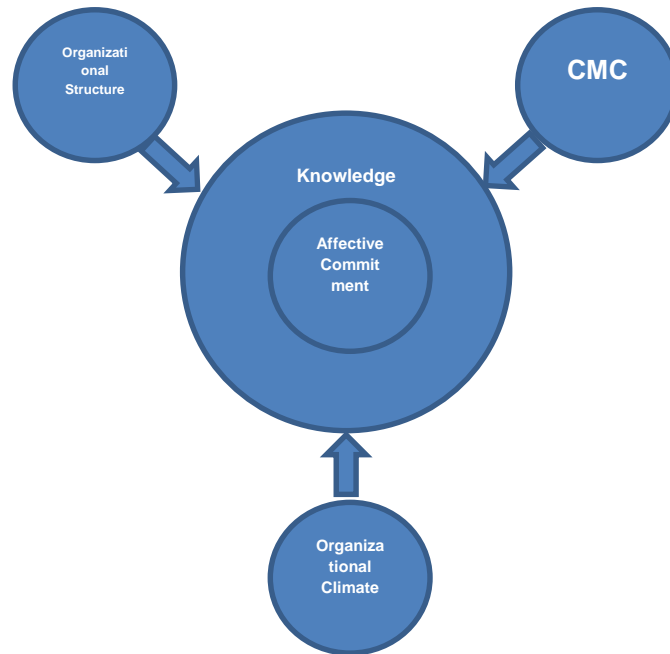 Organizati
onal
Structure
CMC
Knowledge
Affective
Commit
ment
Organiza
tional
Climate